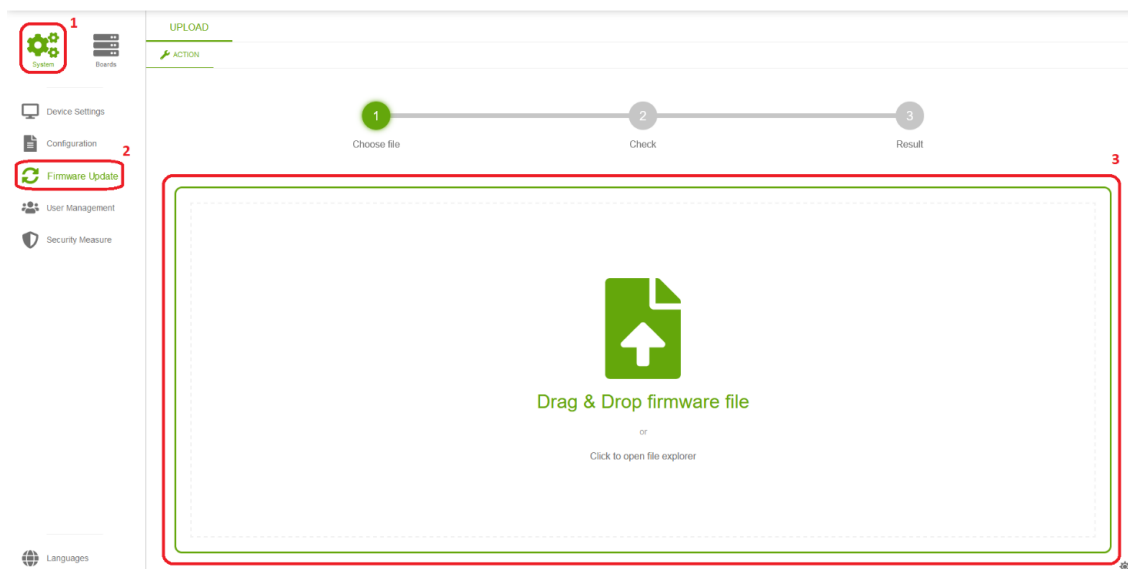 1
System
Boards
Device Settings
Configuration
2
Firmware Update
User Management
Security Measure
Languages
UPLOAD
ACTION
1
2
3
Choose file
Check
Result
3
Drag & Drop firmware file
or
Click to open file explorer